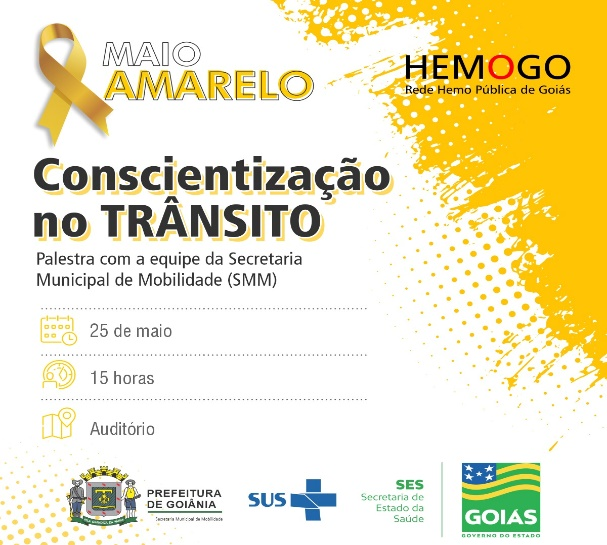 MAIO
AMARELO
HEMOGO
Rede Hemo Pública de Goiás
Conscientização
no TRÂNSITO
Palestra com a equipe da Secretaria
Municipal de Mobilidade (SMM)
25 de maio
15 horas
Auditório
PREFEITURA
DE GOIÂNIA
Secretaria Municipal de Mobilidade
SUS
SES
Secretaria de
Estado da
Saúde
GOIÁS
GOVERNO DO ESTADO